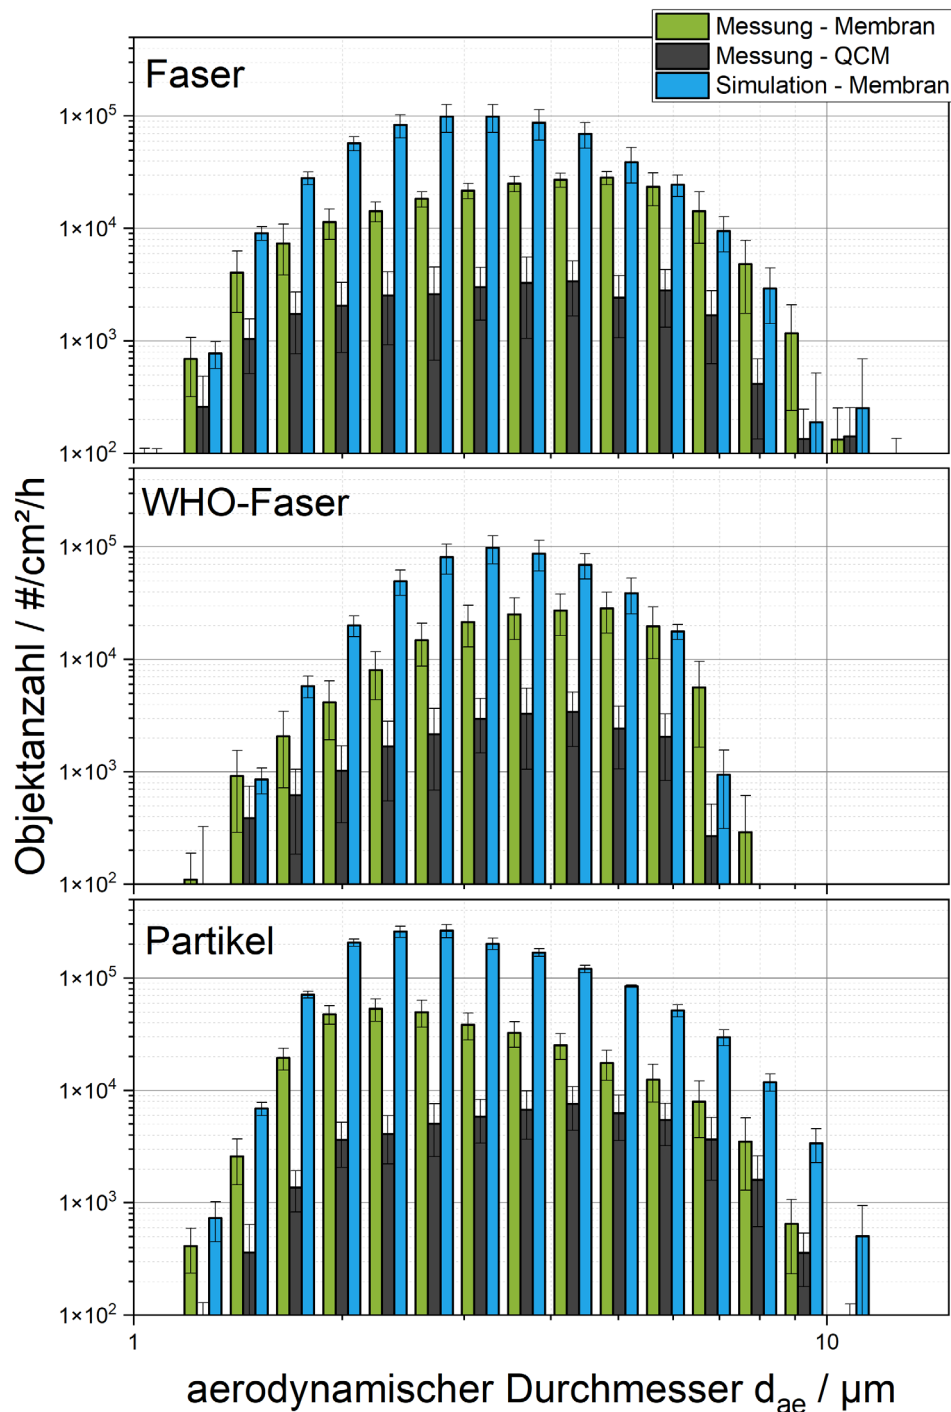 Messung - Membran
Messung - QCM
Simulation - Membran
Faser
1×10⁵
1×10⁴
1×10³
1×10²
WHO-Faser
1×10⁵
1×10⁴
1×10³
1×10²
Partikel
1×10⁵
1×10⁴
1×10³
1×10²
1
10
Objektanzahl / #/cm²/h
aerodynamischer Durchmesser dₐₑ / µm